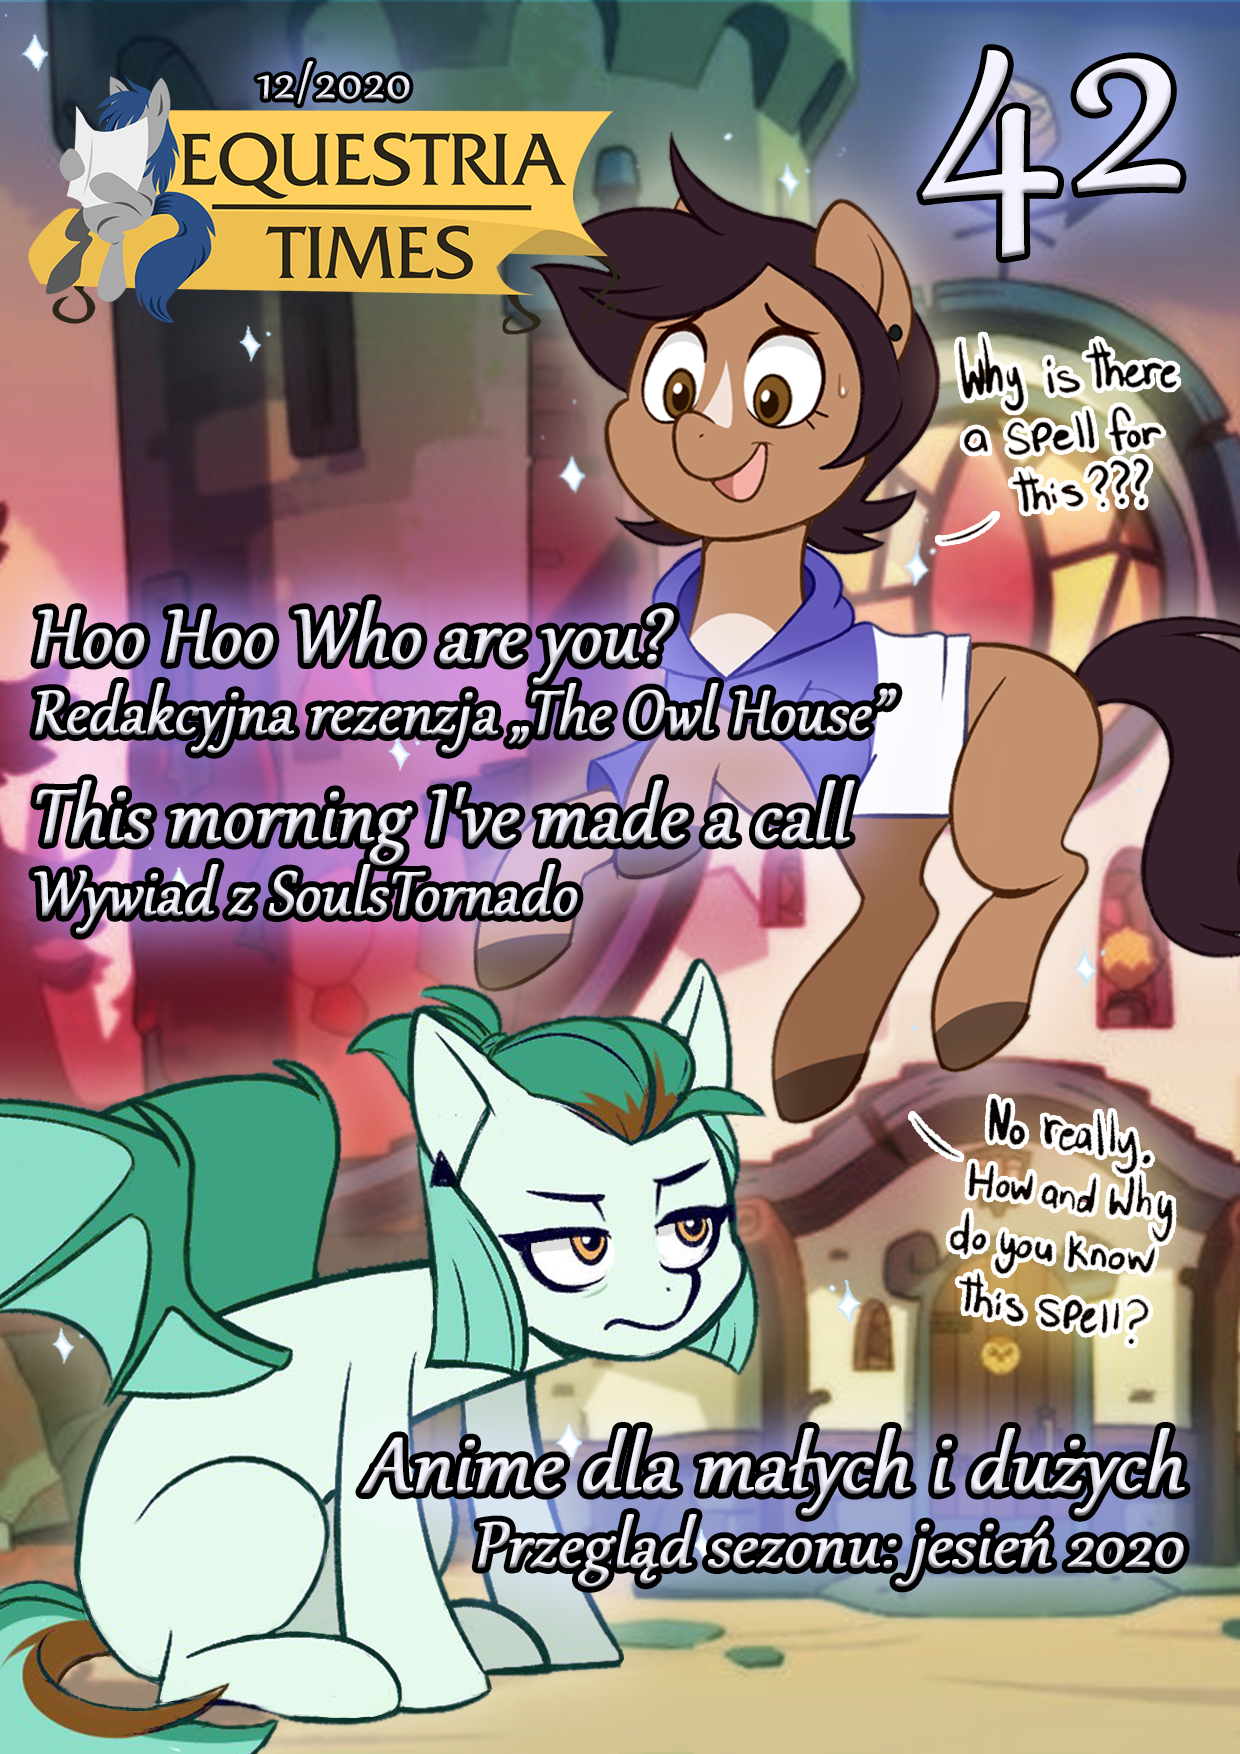 12/2020
EQUESTRIA
TIMES
42
Why is there
a spell for
this???
Hoo Hoo Who are you?
Redakcyjna rezenzja „The Owl House”
This morning I've made a call
Wywiad z SoulsTornado
No really.
How and Why
do you know
this spell?
Anime dla małych i dużych
Przegląd sezonu: jesień 2020